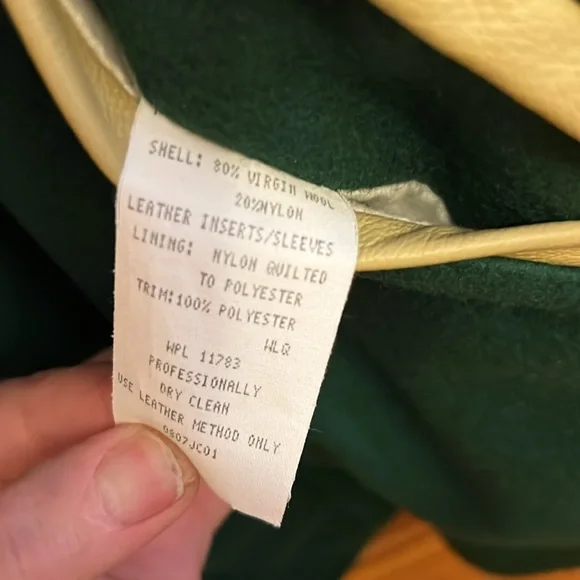 SHELL: 80% VIRGIN WOOL
20%NYLON
LEATHER INSERTS/SLEEVES
LINING: NYLON QUILTED
TO POLYESTER
TRIM:100% POLYESTER
WLQ
WPL 11783
PROFESSIONALLY
DRY CLEAN
USE LEATHER METHOD ONLY
0607JC01